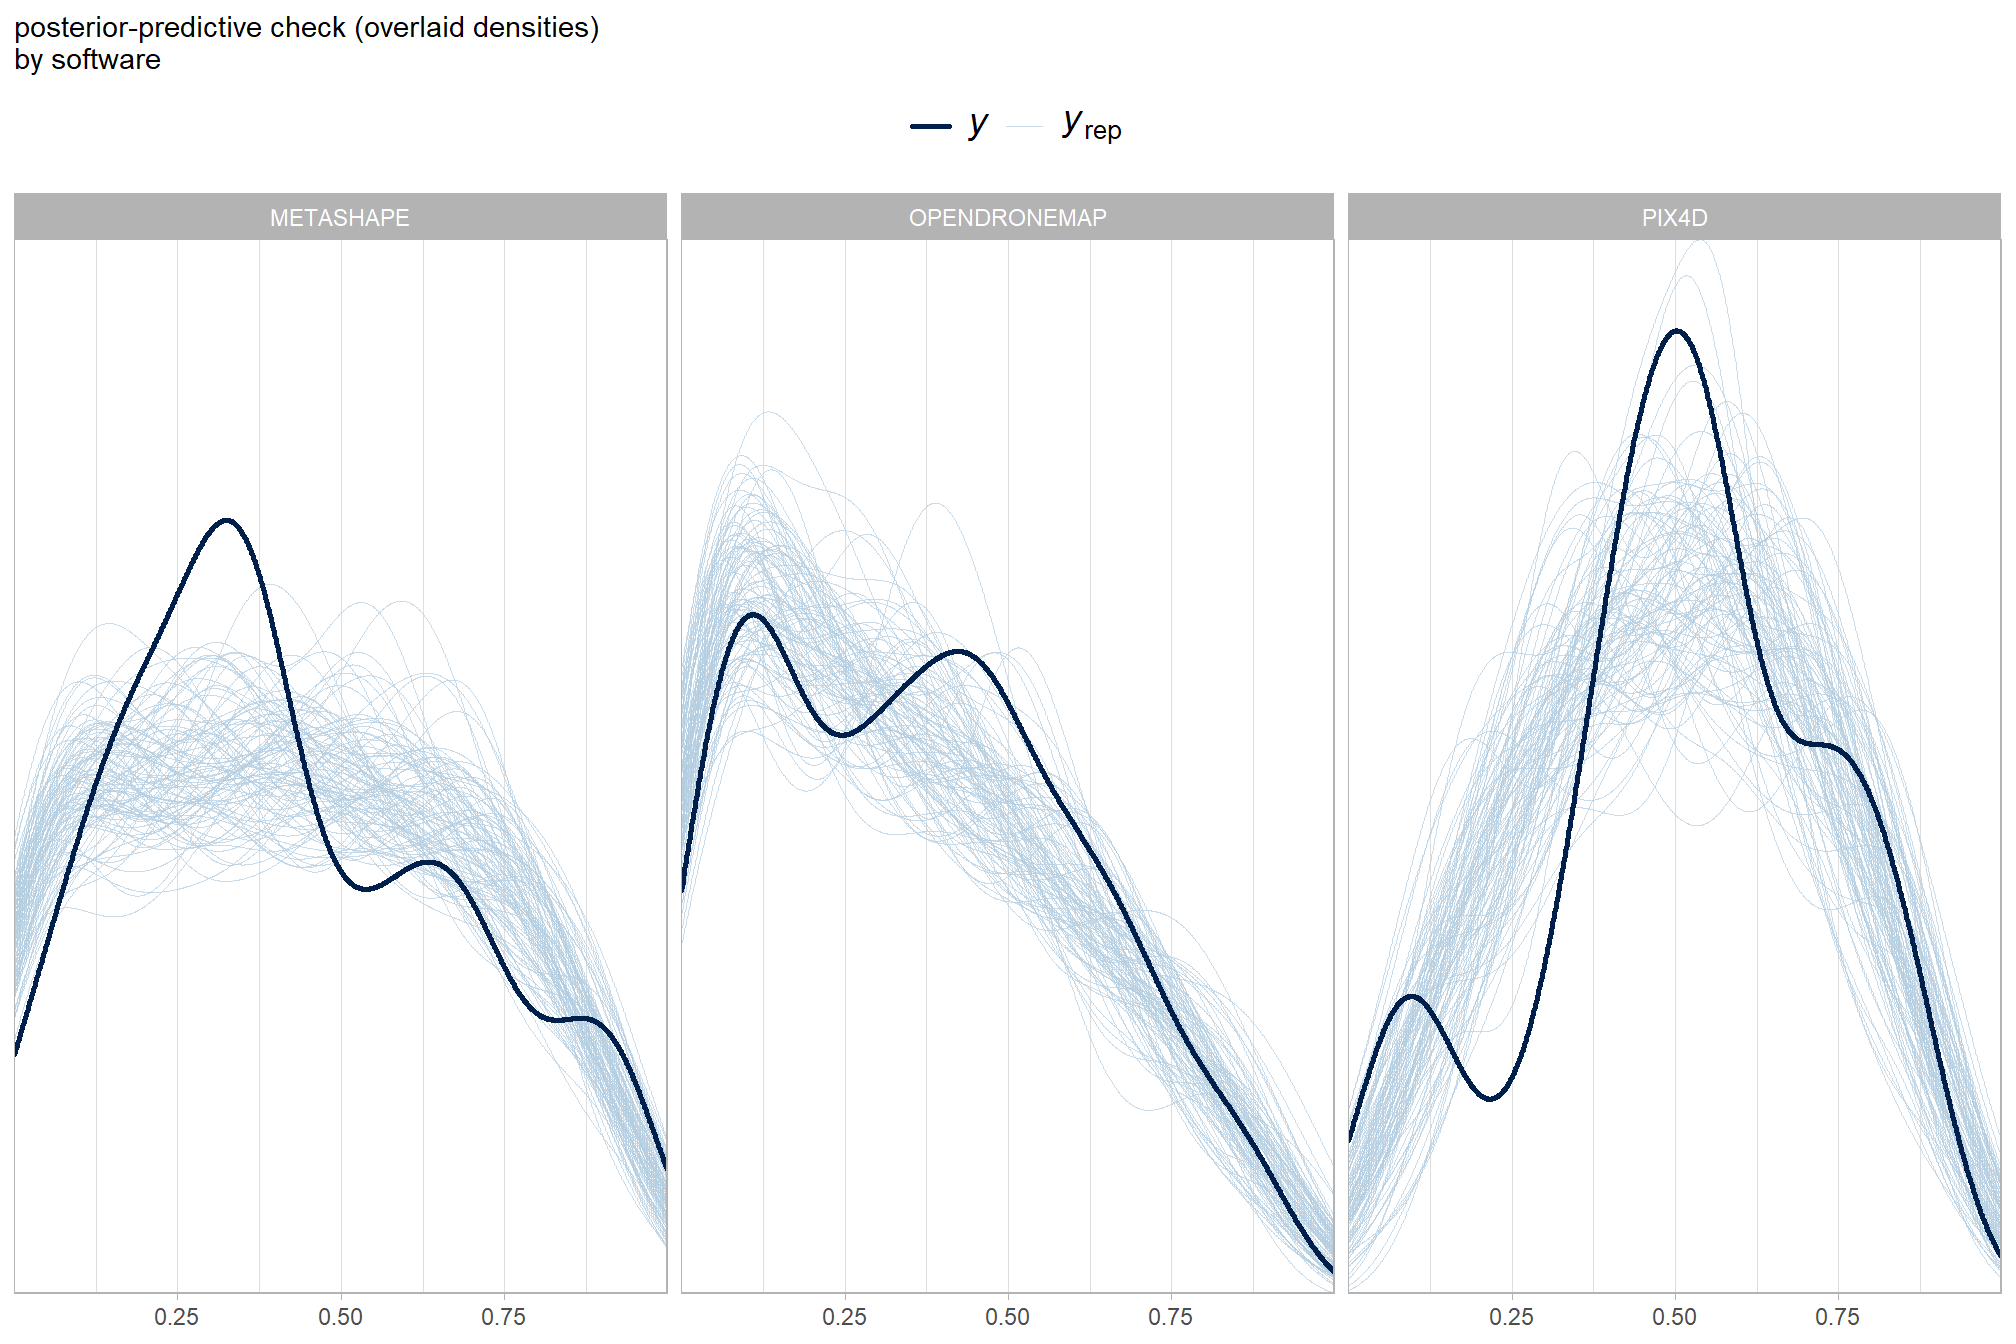 posterior-predictive check (overlaid densities)
by software
y y rep
METASHAPE OPENDRONEMAP PIX4D
0.25 0.50 0.75 0.25 0.50 0.75 0.25 0.50 0.75